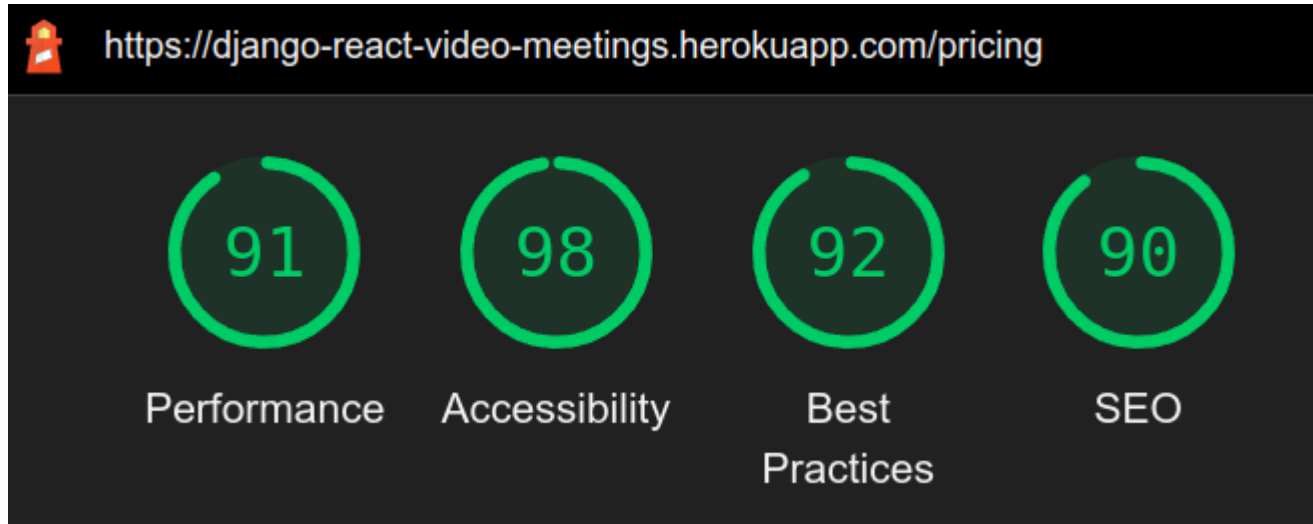 https://django-react-video-meetings.herokuapp.com/pricing
91
98
92
90
Performance
Accessibility
Best
Practices
SEO